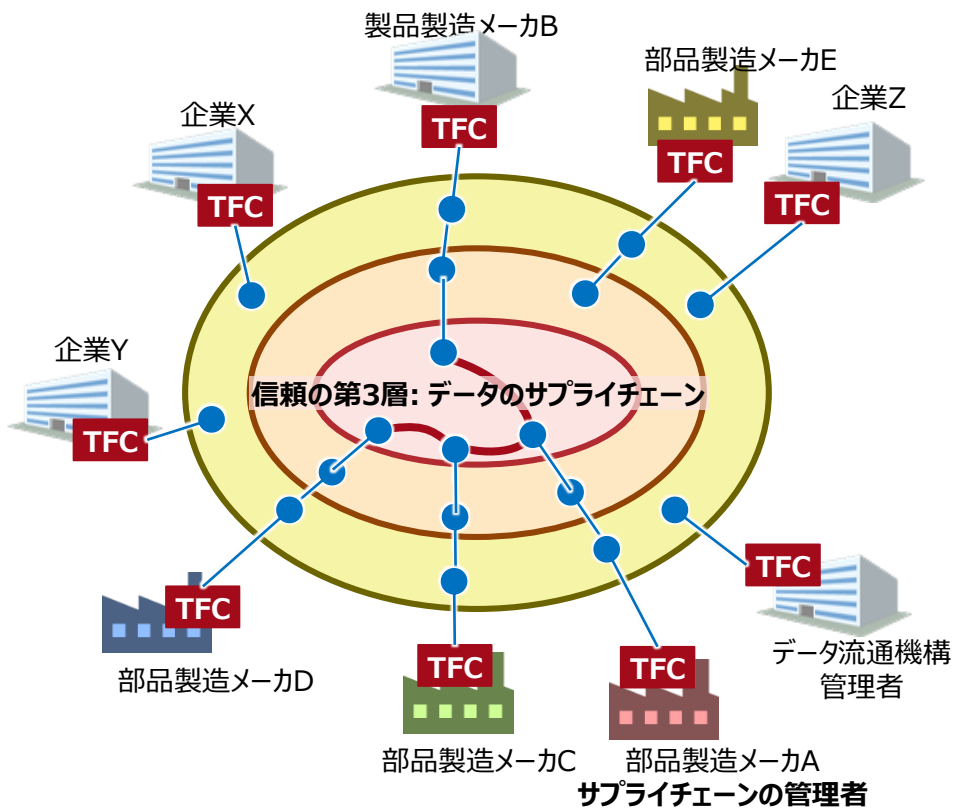 製品製造メーカB
TFC
部品製造メーカE
TFC
企業X
TFC
企業Z
TFC
企業Y
TFC
信頼の第3層: データのサプライチェーン
TFC
データ流通機構
管理者
TFC
部品製造メーカD
TFC
部品製造メーカC
TFC
部品製造メーカA
サプライチェーンの管理者